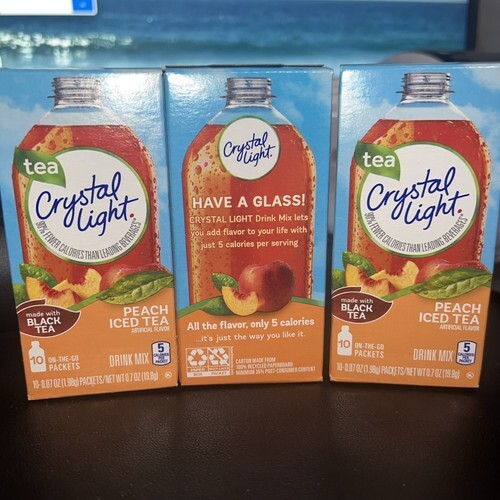 tea
Crystal
Light
90% FEWER CALORIES THAN LEADING BEVERAGES*
made with
BLACK
TEA
PEACH
ICED TEA
ARTIFICIAL FLAVOR
10 ON-THE-GO
PACKETS
DRINK MIX
5
CALORIES
PER
PACKET
10-0.07 OZ (1.98g) PACKETS/NET WT 0.7 OZ (19.8g)
Crystal
Light.
HAVE A GLASS!
CRYSTAL LIGHT Drink Mix lets
you add flavor to your life with
just 5 calories per serving
All the flavor, only 5 calories
...it's just the way you like it.
PAPER
BOX
CARTON MADE FROM
100% RECYCLED PAPERBOARD
MINIMUM 35% POST-CONSUMER CONTENT
tea
Crystal
Light
90% FEWER CALORIES THAN LEADING BEVERAGES*
made with
BLACK
TEA
PEACH
ICED TEA
ARTIFICIAL FLAVOR
10 ON-THE-GO
PACKETS
DRINK MIX
5
CALORIES
PER
PACKET
10-0.07 OZ (1.98g) PACKETS/NET WT 0.7 OZ (19.8g)